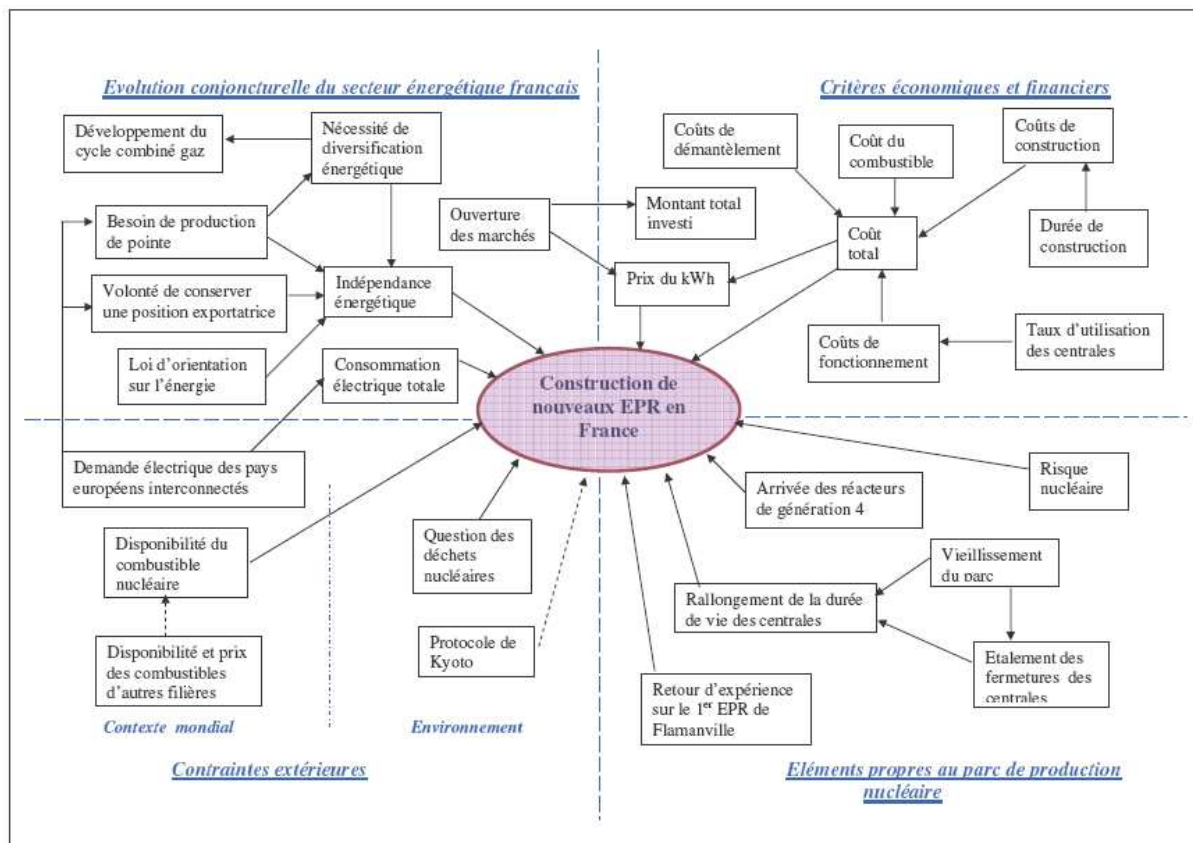 Evolution conjoncturelle du secteur énergétique francais
Développement du
cycle combiné gaz
Nécessité de
diversification
énergétique
Besoin de production
de pointe
Volonté de conserver
une position exportatrice
Indépendance
énergétique
Loi d'orientation
sur l'énergie
Consommation
électrique totale
Demande électrique des pays
européens interconnectés
Critères économiques et financiers
Coûts de
démantèlement
Coût du
combustible
Coûts de
construction
Ouverture
des marchés
Montant total
investi
Coût
total
Durée de
construction
Prix du kWh
Coûts de
fonctionnement
Taux d'utilisation
des centrales
Construction de
nouveaux EPR en
France
Disponibilité du
combustible
nucléaire
Disponibilité et prix
des combustibles
d'autres filières
Contexte mondial
Question des
déchets
nucléaires
Protocole de
Kyoto
Environnement
Contraintes extérieures
Risque
nucléaire
Arrivée des réacteurs
de génération 4
Vieillissement
du parc
Rallongement de la durée
de vie des centrales
Etalement des
fermetures des
centrales
Retour d'expérience
sur le 1er EPR de
Flamanville
Eléments propres au parc de production
nucléaire